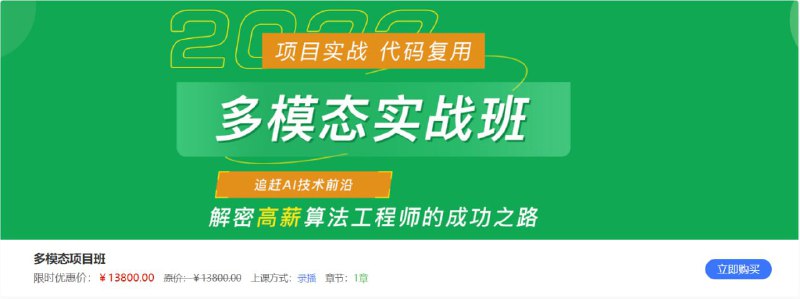 2022
项目实战 代码复用
多模态实战班
追赶AI技术前沿
解密高薪算法工程师的成功之路
多模态项目班
限时优惠价：￥13800.00 原价：￥13800.00 上课方式：录播 章节：1章
立即购买